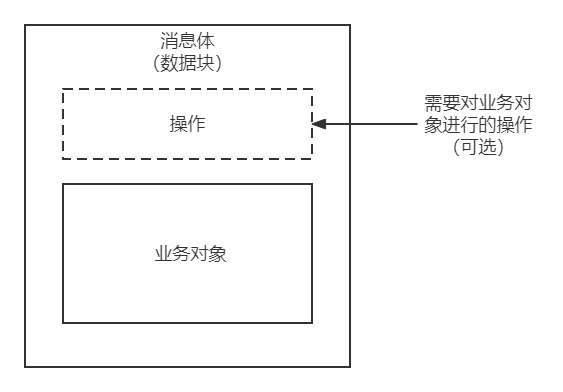 消息体
（数据块）
操作
需要对业务对
象进行的操作
（可选）
业务对象